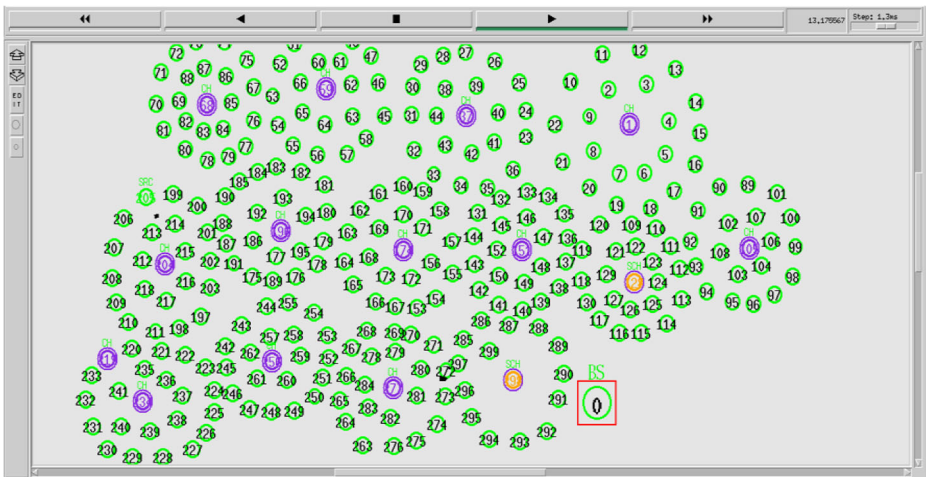 13.175567 Step: 1.3ms
ED
IT
72 75 52 60 61 47 29 28 27 26 11 12
71 88 87 86 67 53 66 62 46 30 38 39 25 10 2 3 13
CH CH CH CH
70 69 68 85 65 63 45 31 44 37 40 24 9 1 4 14
81 82 83 84 76 54 64 58 32 43 42 41 23 22 8 5 15
80 78 79 77 55 56 57 33 36 21 7 6 16
SRC
199 185 184 183 182 181 161 160 159 34 35 132 133 134 20 17 90 89 101
206 200 190 193 162 170 158 131 146 135 19 18 91 107 100
213 214 201 188 192 CH 194 180 163 169 171 145 120 109 110 102
207 CH 215 187 186 195 179 CH 157 144 152 CH 147 136 119 121 122 111 92 CH 106 99
212 202 191 177 178 164 168 156 143 148 137 SCH 123 112 93 108 103 104
208 218 216 203 175 189 176 165 173 172 155 150 149 138 118 129 124 98
209 217 244 255 254 166 167 153 154 142 141 140 139 130 127 126 125 113 94 95 96 97
210 211 198 197 243 286 287 288 117 116 115 114
CH 220 221 222 242 262 257 258 259 253 252 267 268 269 270 278 279 271 285 299 289
233 235 236 223 245 261 260 251 266 284 CH 280 272 297 SCH 290 BS
232 241 CH 237 224 246 250 265 281 273 296 291 0
231 240 239 238 225 226 247 248 249 264 283 282 274 295
230 229 228 227 263 276 275 294 293 292